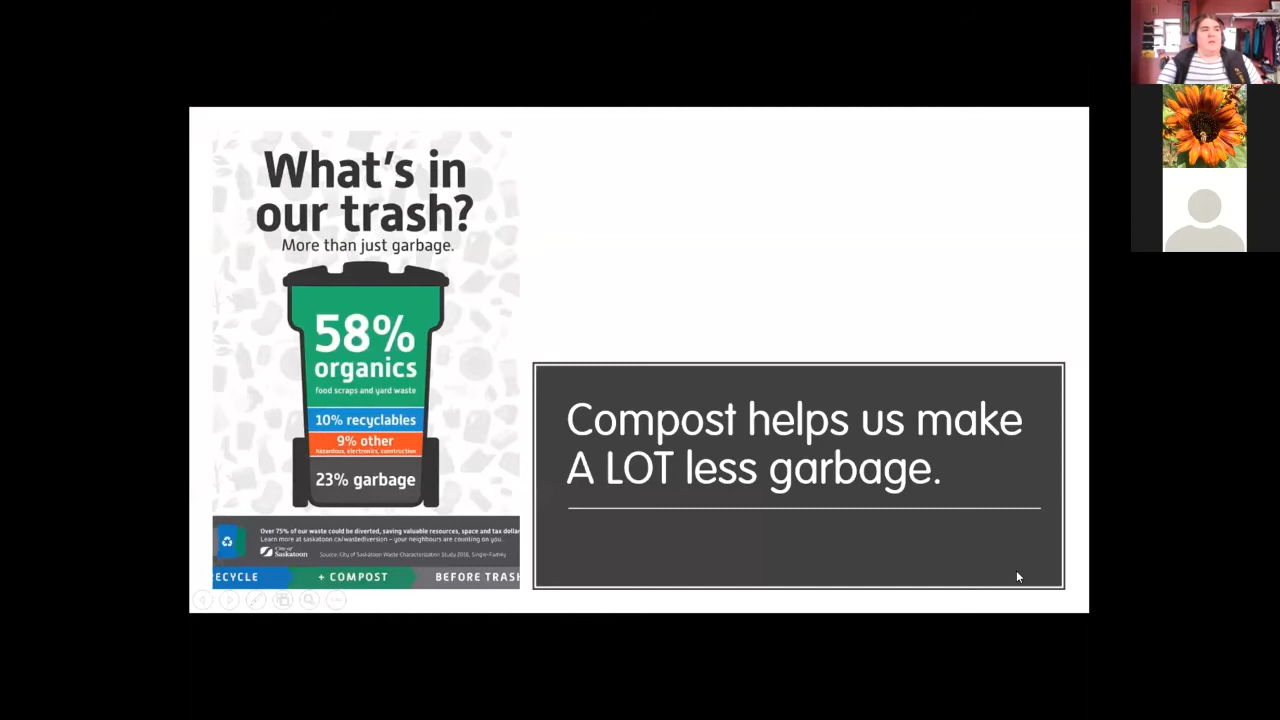 What's in
our trash?
More than just garbage.
58%
organics
food scraps and yard waste
10% recyclables
9% other
hazardous, electronics, construction
23% garbage
Over 75% of our waste could be diverted, saving valuable resources, space and tax dollar
Learn more at saskatoon.ca/wastediversion – your neighbours are counting on you.
City of
Saskatoon
Source: City of Saskatoon Waste Characterization Study 2016, Single-Family
ECYCLE
+ COMPOST
BEFORE TRASH
Compost helps us make
A LOT less garbage.